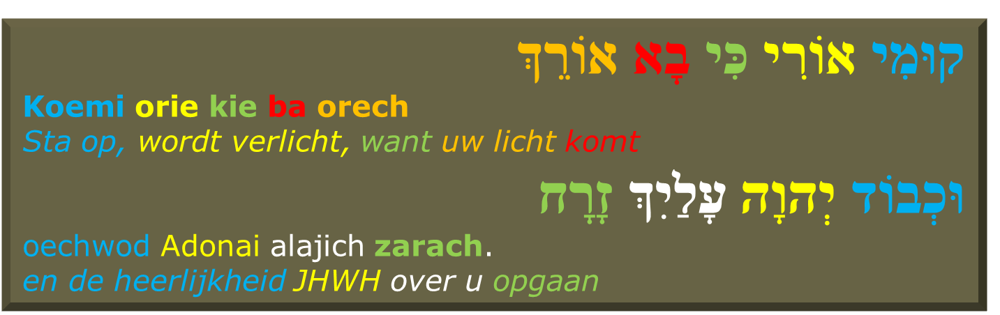 קוּמִי אוֹרִי כִּי בָא אוֹרֵךְ
Koemi orie kie ba orech
Sta op, wordt verlicht, want uw licht komt
וּכְבוֹד יְהוָה עָלַיִךְ זָרָח
oechwod Adonai alajich zarach.
en de heerlijkheid JHWH over u opgaan